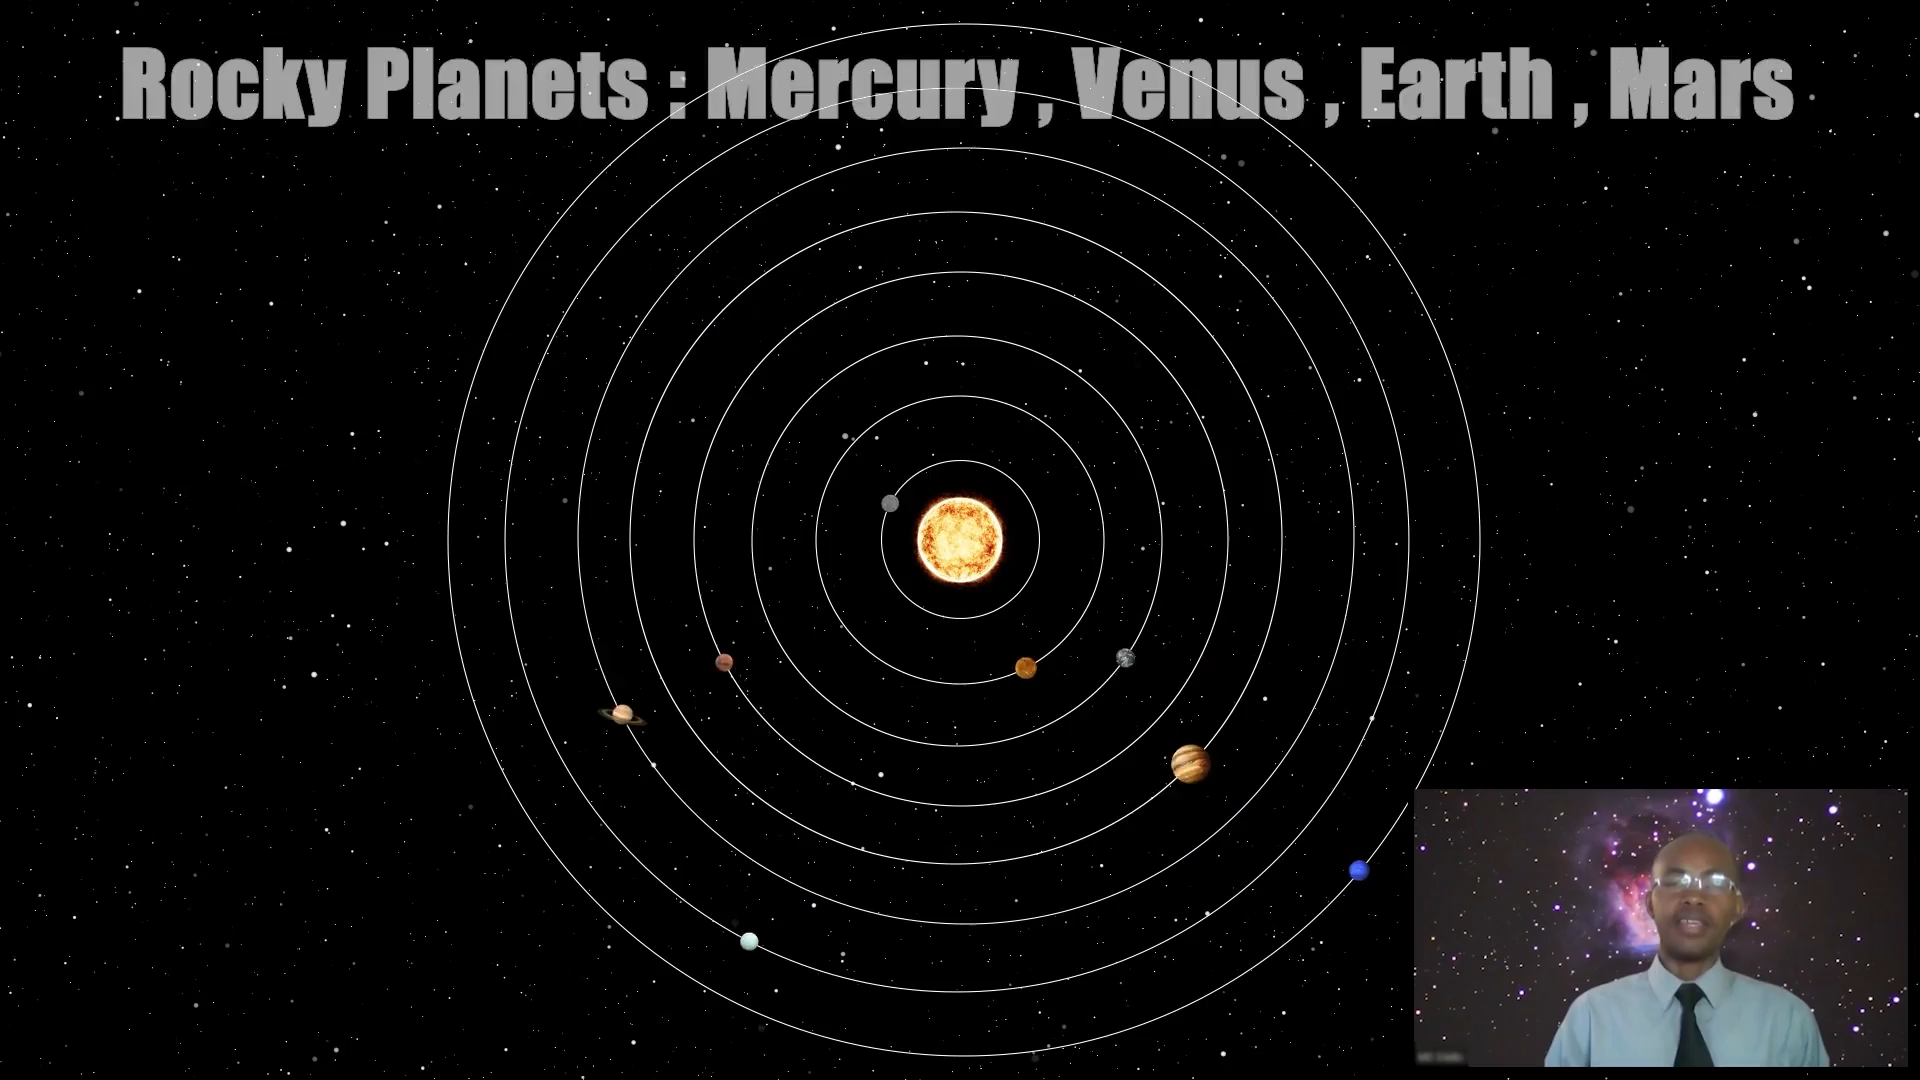 Rocky Planets : Mercury , Venus , Earth , Mars